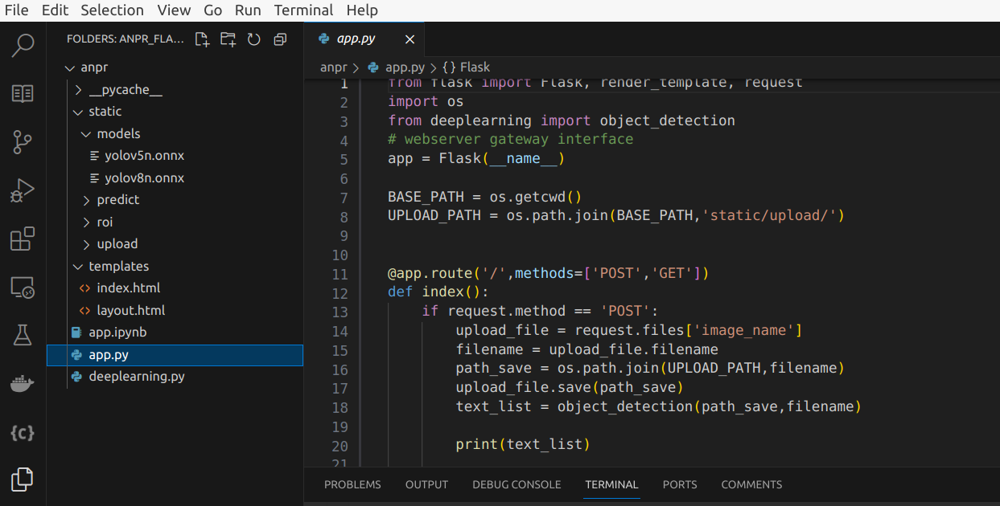 File Edit Selection View Go Run Terminal Help
FOLDERS: ANPR_FLA...
anpr
__pycache__
static
models
yolov5n.onnx
yolov8n.onnx
predict
roi
upload
templates
<> index.html
<> layout.html
app.ipynb
app.py
deeplearning.py
app.py
anpr > app.py > {} Flask
1 from flask import Flask, render_template, request
2 import os
3 from deeplearning import object_detection
4 # webserver gateway interface
5 app = Flask(__name__)
6
7 BASE_PATH = os.getcwd()
8 UPLOAD_PATH = os.path.join(BASE_PATH,'static/upload/')
9
10
11 @app.route('/',methods=['POST','GET'])
12 def index():
13 if request.method == 'POST':
14 upload_file = request.files['image_name']
15 filename = upload_file.filename
16 path_save = os.path.join(UPLOAD_PATH,filename)
17 upload_file.save(path_save)
18 text_list = object_detection(path_save,filename)
19
20 print(text_list)
21
PROBLEMS OUTPUT DEBUG CONSOLE TERMINAL PORTS COMMENTS